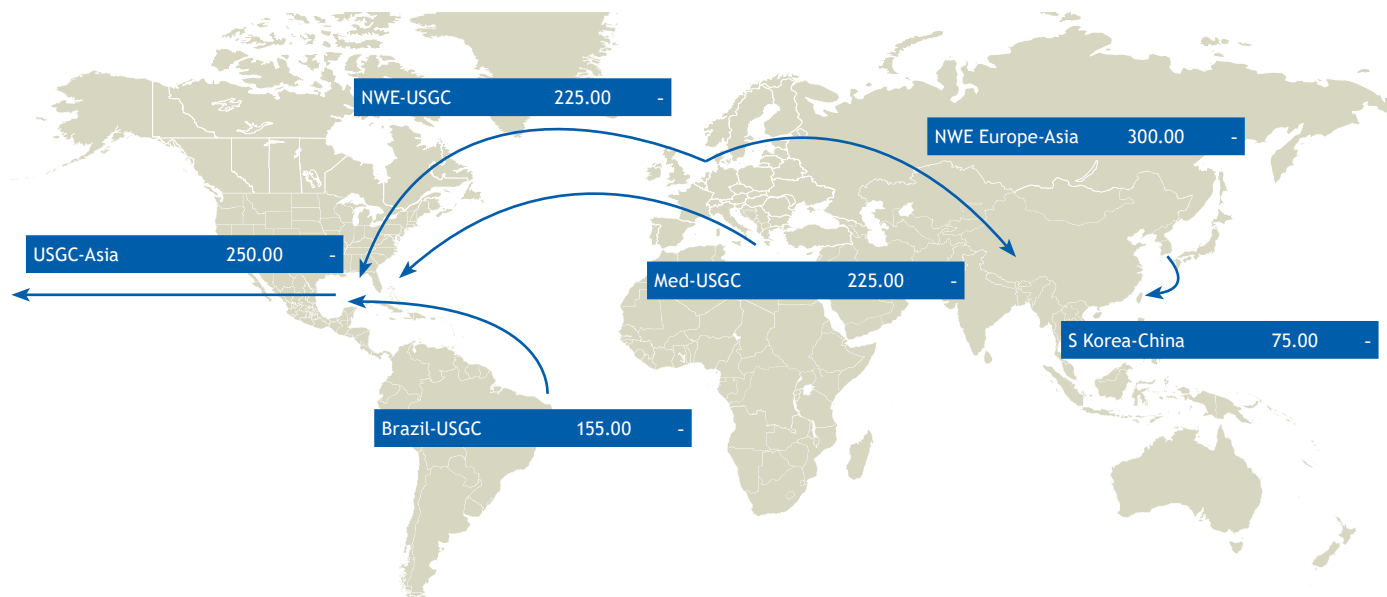 NWE-USGC 225.00 -
NWE Europe-Asia 300.00 -
USGC-Asia 250.00 -
Med-USGC 225.00 -
S Korea-China 75.00 -
Brazil-USGC 155.00 -